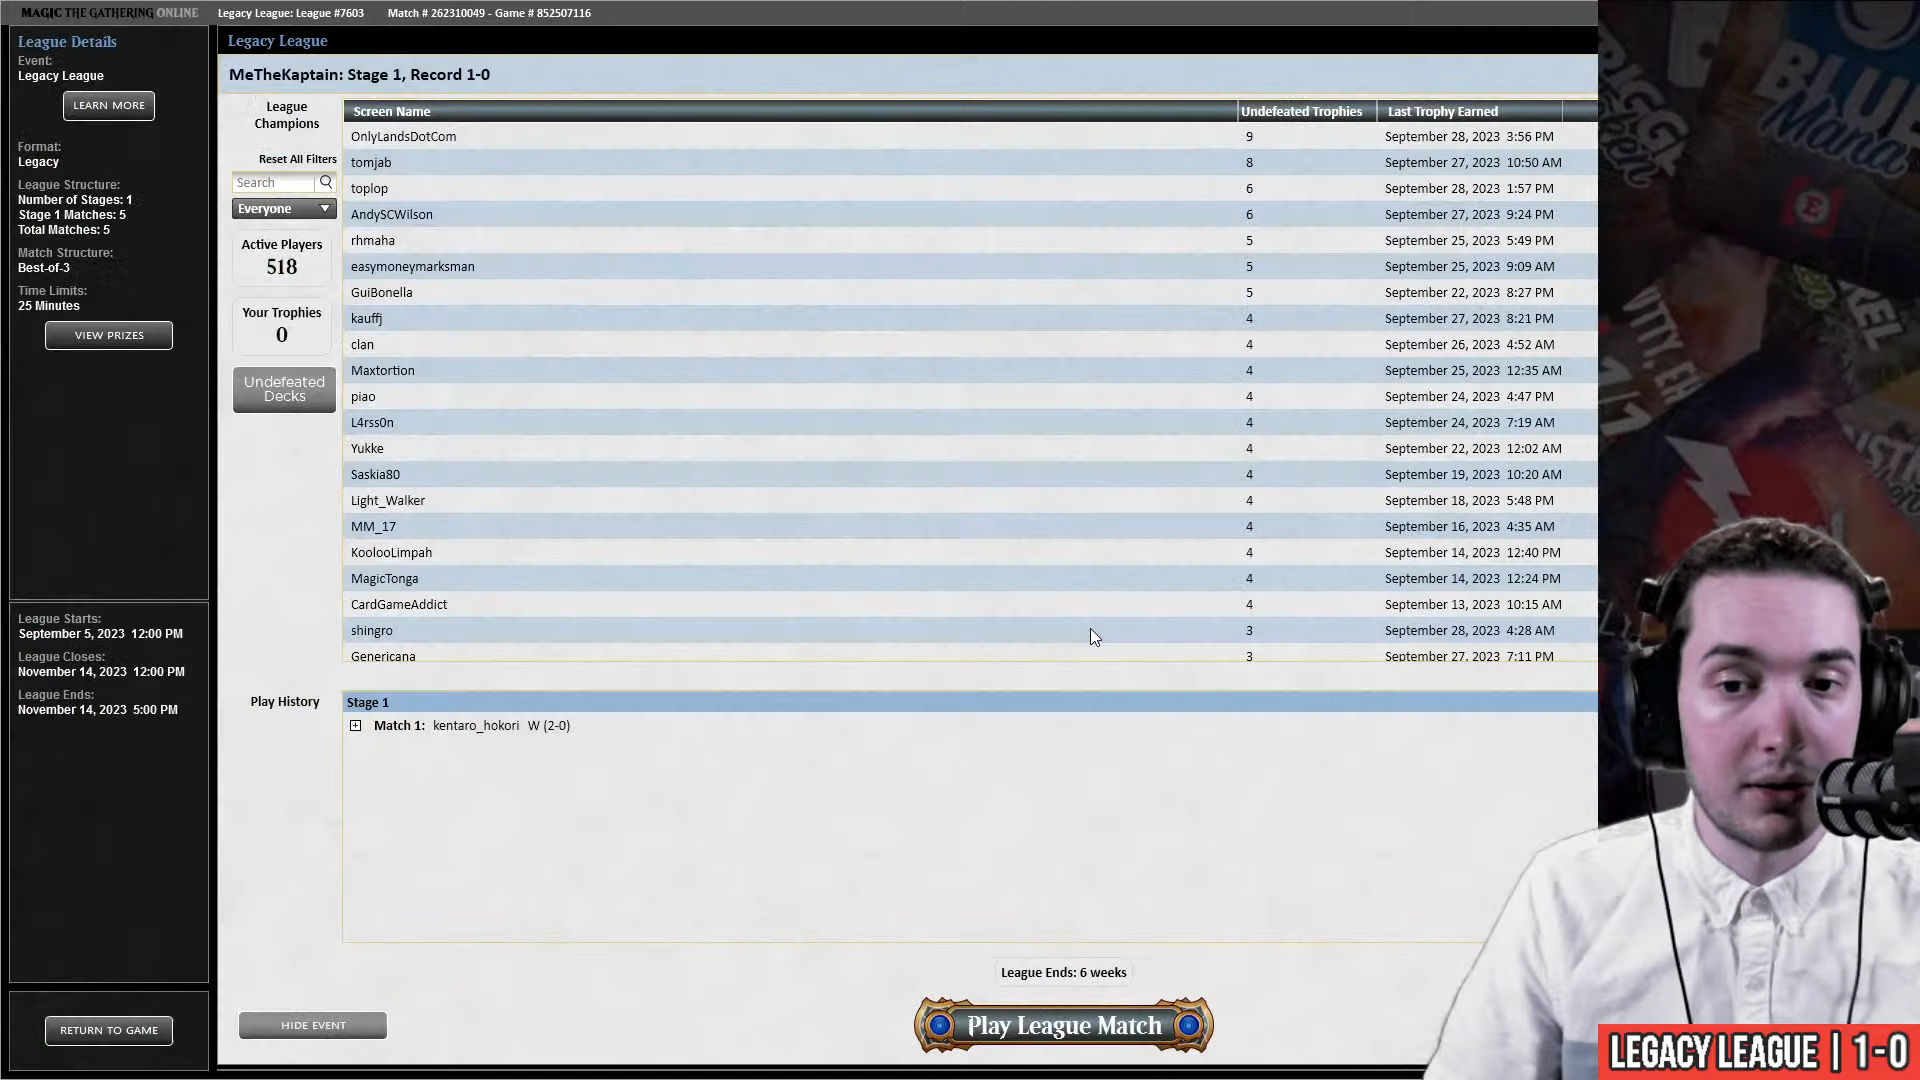 MAGIC THE GATHERING ONLINE
Legacy League: League #7603 Match # 262310049 - Game # 852507116
League Details
Event:
Legacy League
LEARN MORE
Format:
Legacy
League Structure:
Number of Stages: 1
Stage 1 Matches: 5
Total Matches: 5
Match Structure:
Best-of-3
Time Limits:
25 Minutes
VIEW PRIZES
League Starts:
September 5, 2023 12:00 PM
League Closes:
November 14, 2023 12:00 PM
League Ends:
November 14, 2023 5:00 PM
RETURN TO GAME
Legacy League
MeTheKaptain: Stage 1, Record 1-0
League
Champions
Reset All Filters
Search
Everyone
Active Players
518
Your Trophies
0
Undefeated
Decks
Screen Name Undefeated Trophies Last Trophy Earned
OnlyLandsDotCom 9 September 28, 2023 3:56 PM
tomjab 8 September 27, 2023 10:50 AM
toplop 6 September 28, 2023 1:57 PM
AndySCWilson 6 September 27, 2023 9:24 PM
rhmaha 5 September 25, 2023 5:49 PM
easymoneymarksman 5 September 25, 2023 9:09 AM
GuiBonella 5 September 22, 2023 8:27 PM
kauffj 4 September 27, 2023 8:21 PM
clan 4 September 26, 2023 4:52 AM
Maxtortion 4 September 25, 2023 12:35 AM
piao 4 September 24, 2023 4:47 PM
L4rss0n 4 September 24, 2023 7:19 AM
Yukke 4 September 22, 2023 12:02 AM
Saskia80 4 September 19, 2023 10:20 AM
Light_Walker 4 September 18, 2023 5:48 PM
MM_17 4 September 16, 2023 4:35 AM
KoolooLimpah 4 September 14, 2023 12:40 PM
MagicTonga 4 September 14, 2023 12:24 PM
CardGameAddict 4 September 13, 2023 10:15 AM
shingro 3 September 28, 2023 4:28 AM
Genericana 3 September 27, 2023 7:11 PM
Play History
Stage 1
Match 1: kentaro_hokori W (2-0)
League Ends: 6 weeks
HIDE EVENT
Play League Match
BLUE
Mama
LEGACY LEAGUE | 1-0